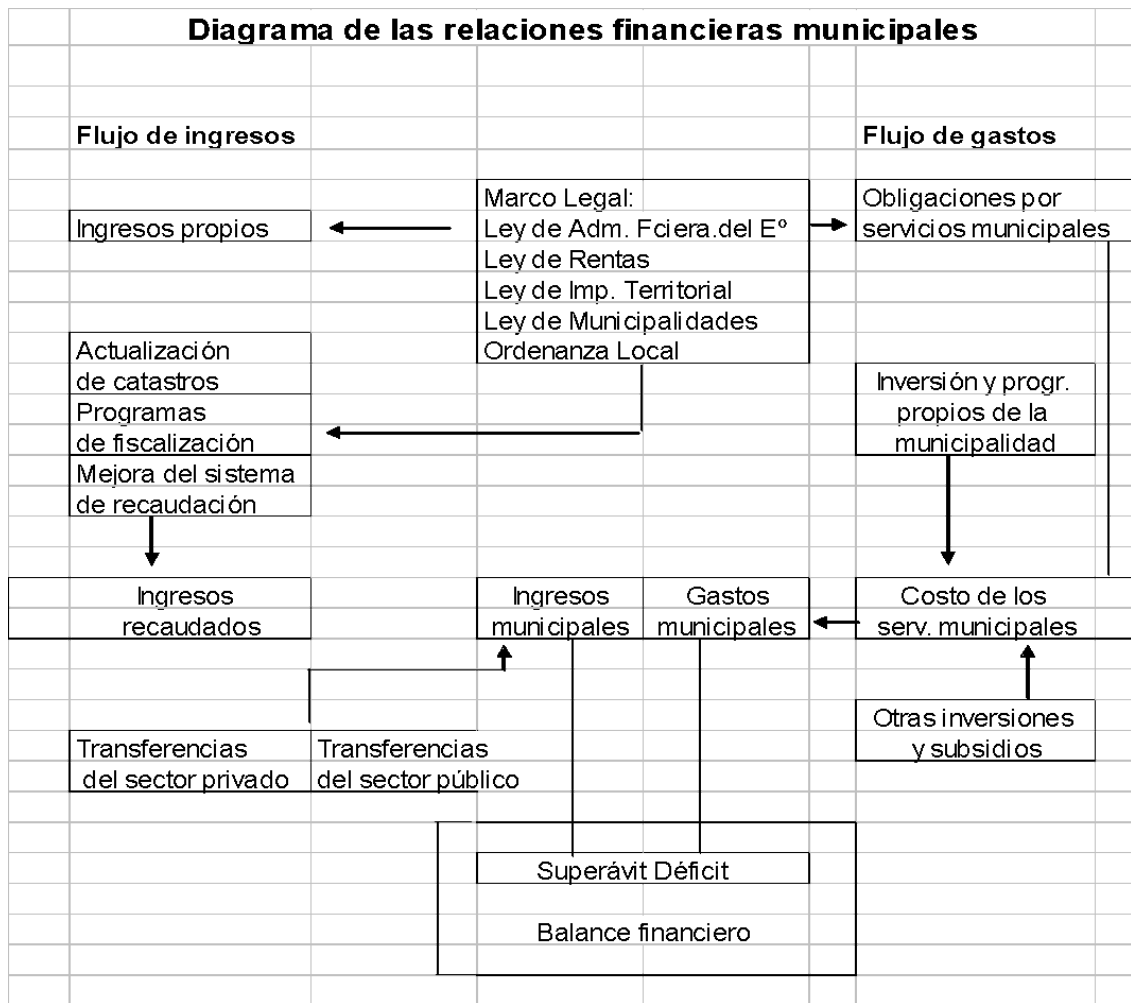 Diagrama de las relaciones financieras municipales
Flujo de ingresos
Flujo de gastos
Ingresos propios
Marco Legal:
Ley de Adm. Fciera.del Eº
Ley de Rentas
Ley de Imp. Territorial
Ley de Municipalidades
Ordenanza Local
Obligaciones por
servicios municipales
Actualización
de catastros
Programas
de fiscalización
Mejora del sistema
de recaudación
Inversión y progr.
propios de la
municipalidad
Ingresos
recaudados
Ingresos
municipales
Gastos
municipales
Costo de los
serv. municipales
Transferencias
del sector privado
Transferencias
del sector público
Otras inversiones
y subsidios
Superávit Déficit
Balance financiero